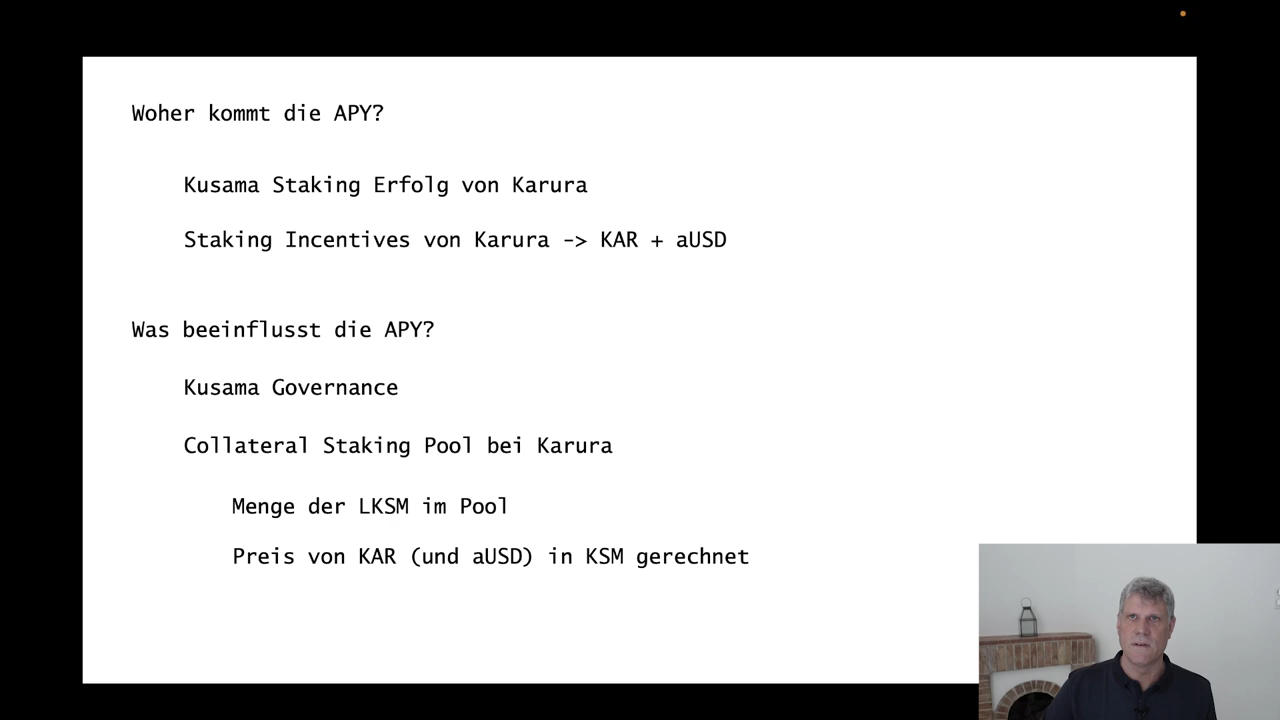 Woher kommt die APY?
Kusama Staking Erfolg von Karura
Staking Incentives von Karura -> KAR + aUSD
Was beeinflusst die APY?
Kusama Governance
Collateral Staking Pool bei Karura
Menge der LKSM im Pool
Preis von KAR (und aUSD) in KSM gerechnet